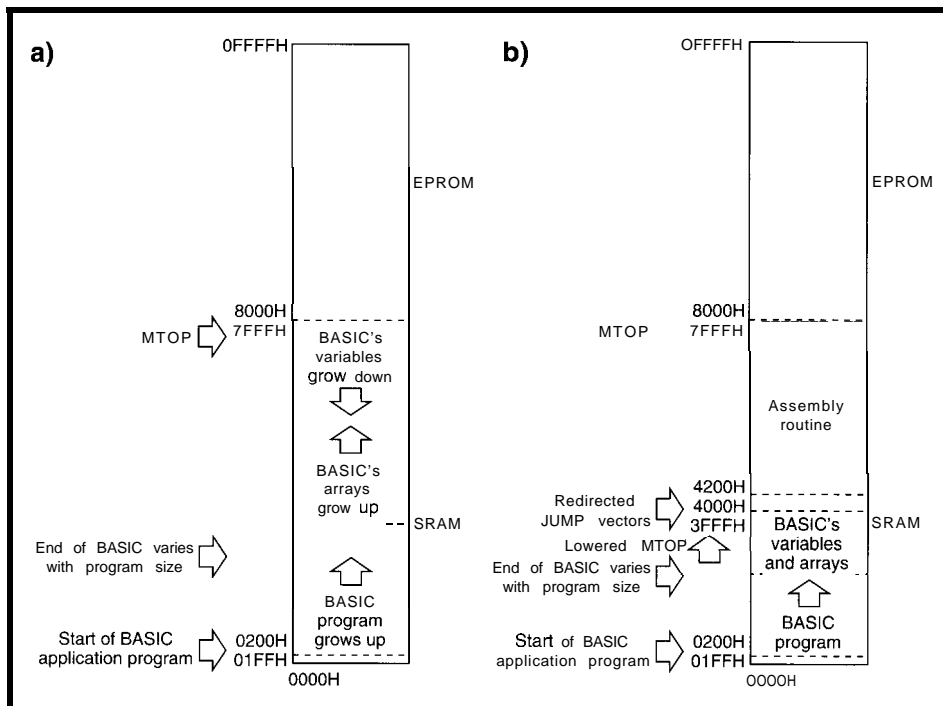 a)
0FFFFH
EPROM
8000H
MTOP
7FFFH
BASIC's
variables
grow down
BASIC's
arrays
grow up
SRAM
End of BASIC varies
with program size
BASIC
program
grows up
Start of BASIC
application program
0200H
01FFH
0000H
b)
OFFFFH
EPROM
8000H
MTOP
7FFFH
Assembly
routine
4200H
Redirected
JUMP vectors
4000H
3FFFH
SRAM
BASIC's
variables
and arrays
Lowered MTOP
End of BASIC varies
with program size
BASIC
program
Start of BASIC
application program
0200H
01FFH
0000H